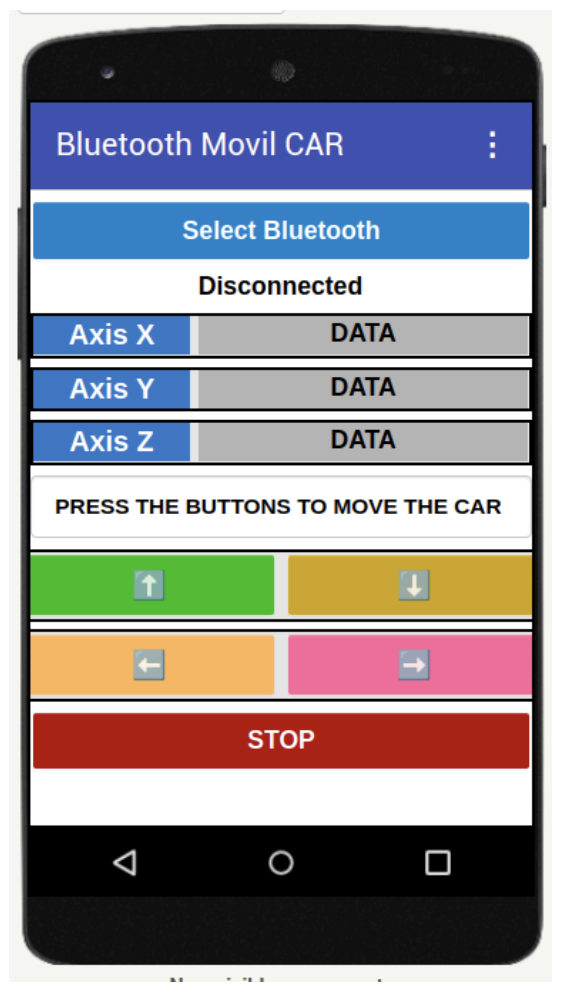 Bluetooth Movil CAR
Select Bluetooth
Disconnected
Axis X DATA
Axis Y DATA
Axis Z DATA
PRESS THE BUTTONS TO MOVE THE CAR
⬆️ ⬇️
⬅️ ➡️
STOP